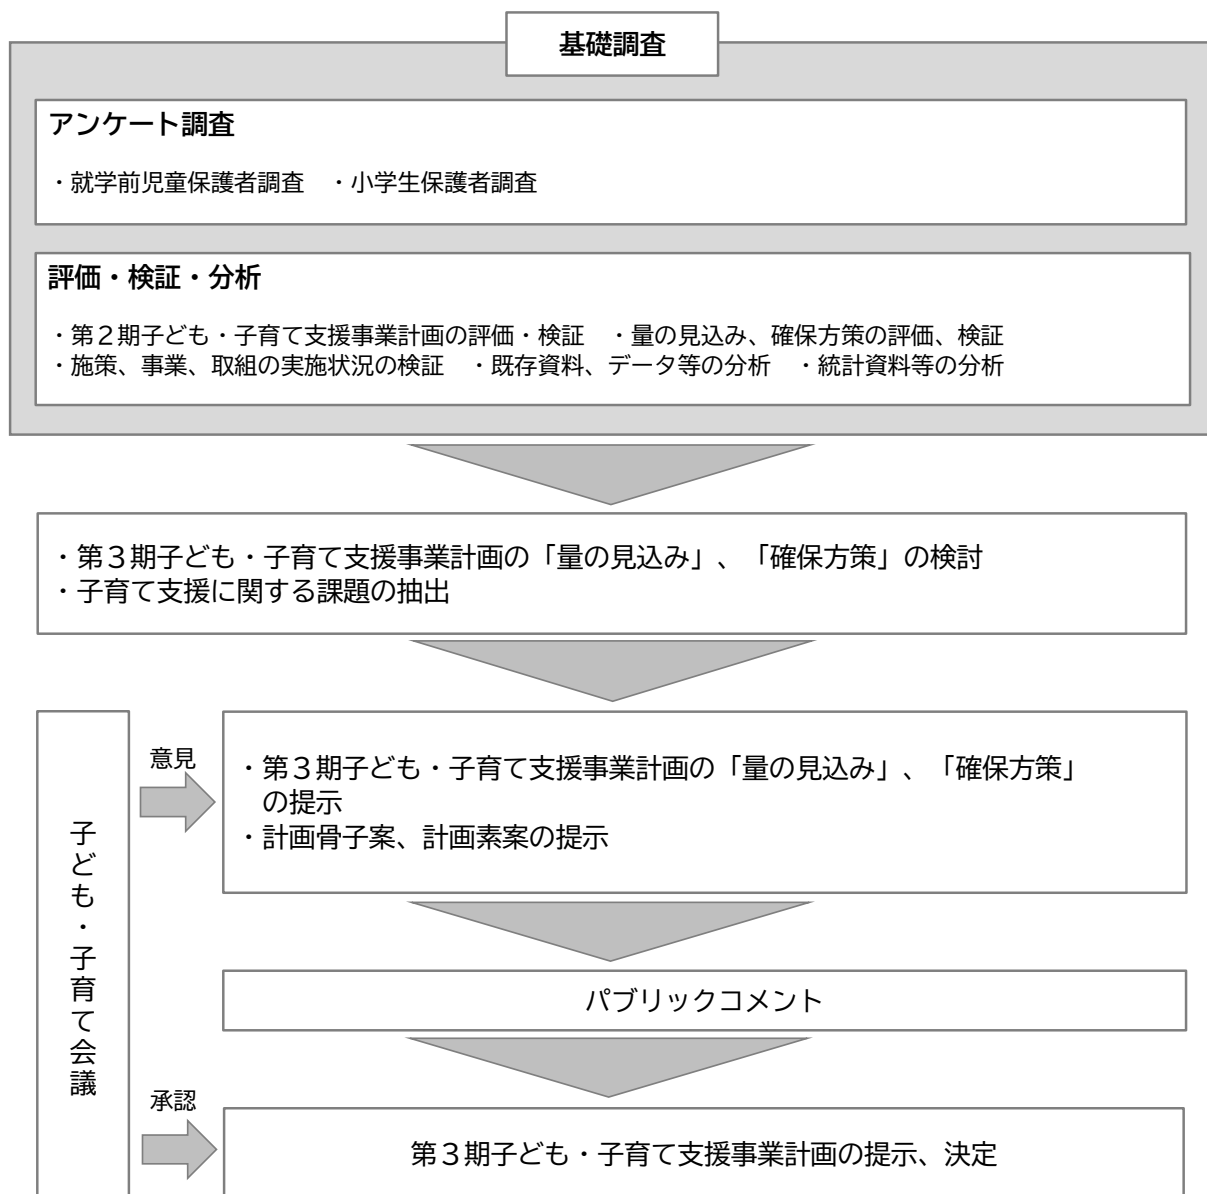 基礎調査
アンケート調査
・就学前児童保護者調査　・小学生保護者調査
評価・検証・分析
・第２期子ども・子育て支援事業計画の評価・検証　・量の見込み、確保方策の評価、検証
・施策、事業、取組の実施状況の検証　・既存資料、データ等の分析　・統計資料等の分析
・第３期子ども・子育て支援事業計画の「量の見込み」、「確保方策」の検討
・子育て支援に関する課題の抽出
子ども・子育て会議
意見
・第３期子ども・子育て支援事業計画の「量の見込み」、「確保方策」
の提示
・計画骨子案、計画素案の提示
パブリックコメント
承認
第３期子ども・子育て支援事業計画の提示、決定